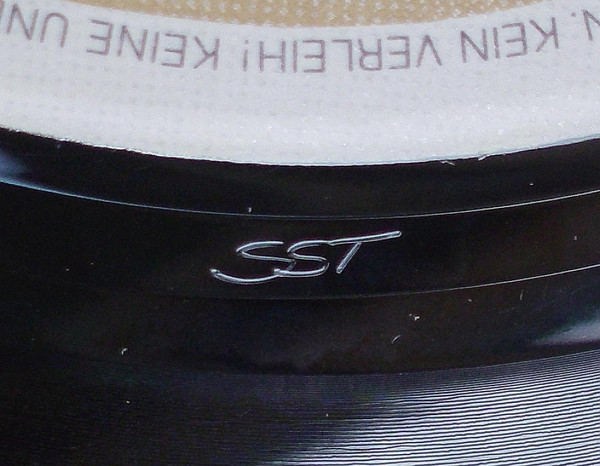 N. KEIN VERLEIH! KEINE UN
SST